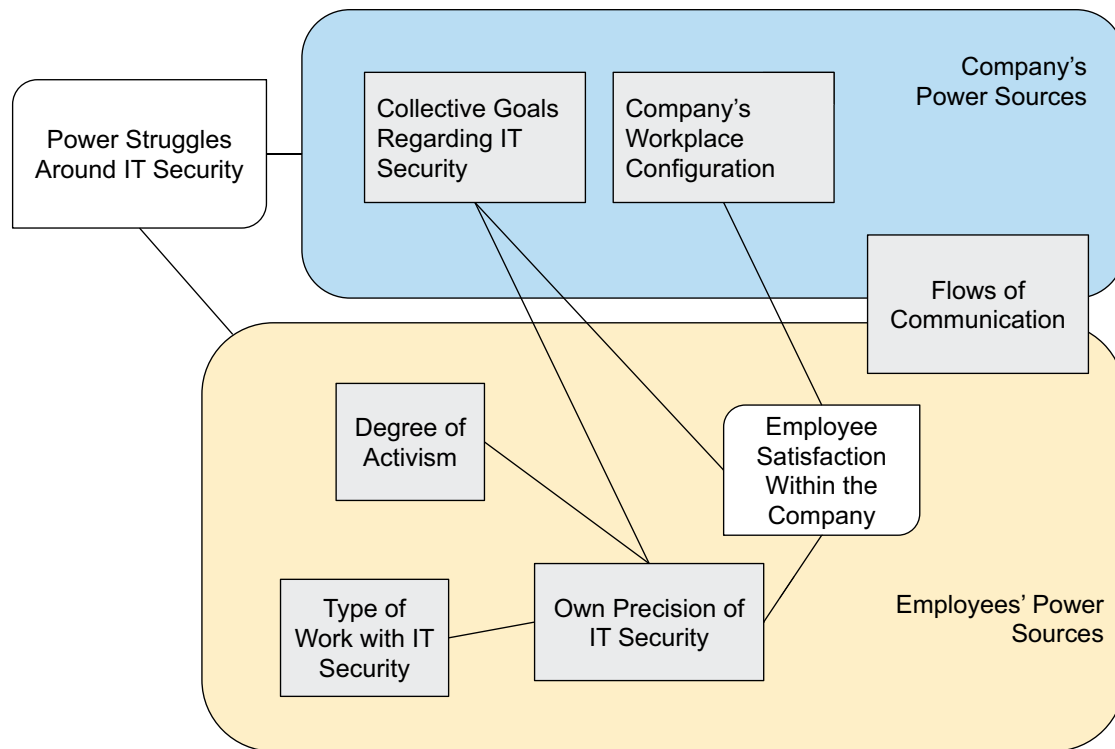 Company’s
Power Sources
Collective Goals
Regarding IT
Security
Company’s
Workplace
Configuration
Power Struggles
Around IT Security
Flows of
Communication
Degree of
Activism
Employee
Satisfaction
Within the
Company
Type of
Work with IT
Security
Own Precision of
IT Security
Employees’ Power
Sources